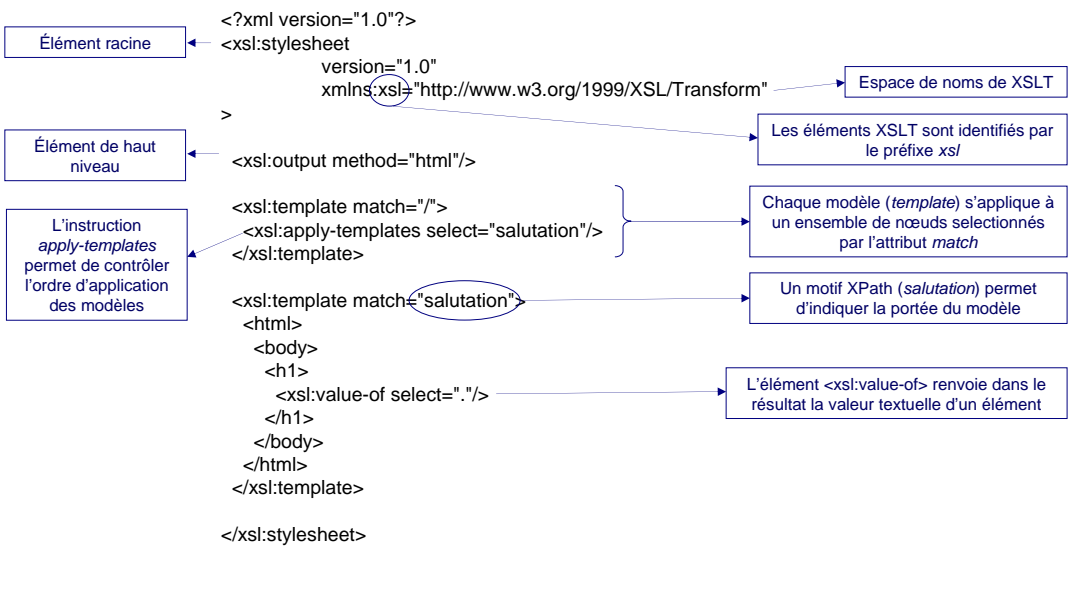 <?xml version="1.0"?>
Élément racine
<xsl:stylesheet
version="1.0"
xmlns:xsl="http://www.w3.org/1999/XSL/Transform"
Espace de noms de XSLT
>
Les éléments XSLT sont identifiés par
le préfixe xsl
Élément de haut
niveau
<xsl:output method="html"/>
<xsl:template match="/">
<xsl:apply-templates select="salutation"/>
</xsl:template>
Chaque modèle (template) s’applique à
un ensemble de nœuds selectionnés
par l’attribut match
L’instruction
apply-templates
permet de contrôler
l’ordre d’application
des modèles
<xsl:template match="salutation">
Un motif XPath (salutation) permet
d’indiquer la portée du modèle
<html>
<body>
<h1>
<xsl:value-of select="."/>
L’élément <xsl:value-of> renvoie dans le
résultat la valeur textuelle d’un élément
</h1>
</body>
</html>
</xsl:template>
</xsl:stylesheet>